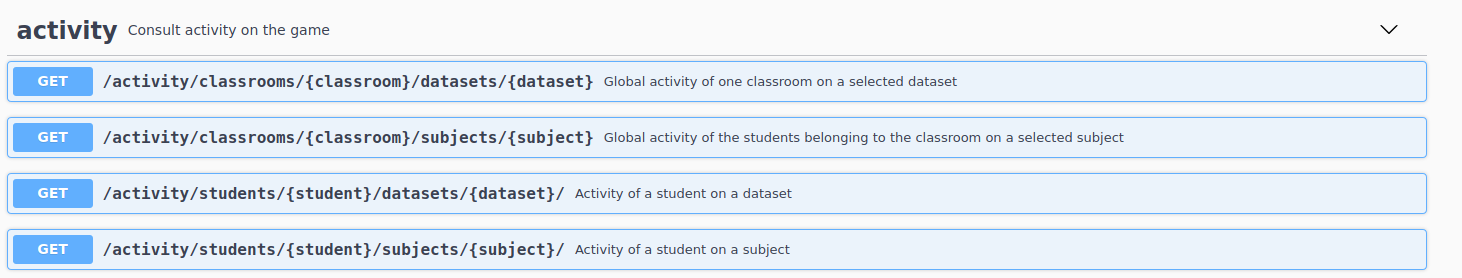 activity Consult activity on the game
GET /activity/classrooms/{classroom}/datasets/{dataset} Global activity of one classroom on a selected dataset
GET /activity/classrooms/{classroom}/subjects/{subject} Global activity of the students belonging to the classroom on a selected subject
GET /activity/students/{student}/datasets/{dataset}/ Activity of a student on a dataset
GET /activity/students/{student}/subjects/{subject}/ Activity of a student on a subject